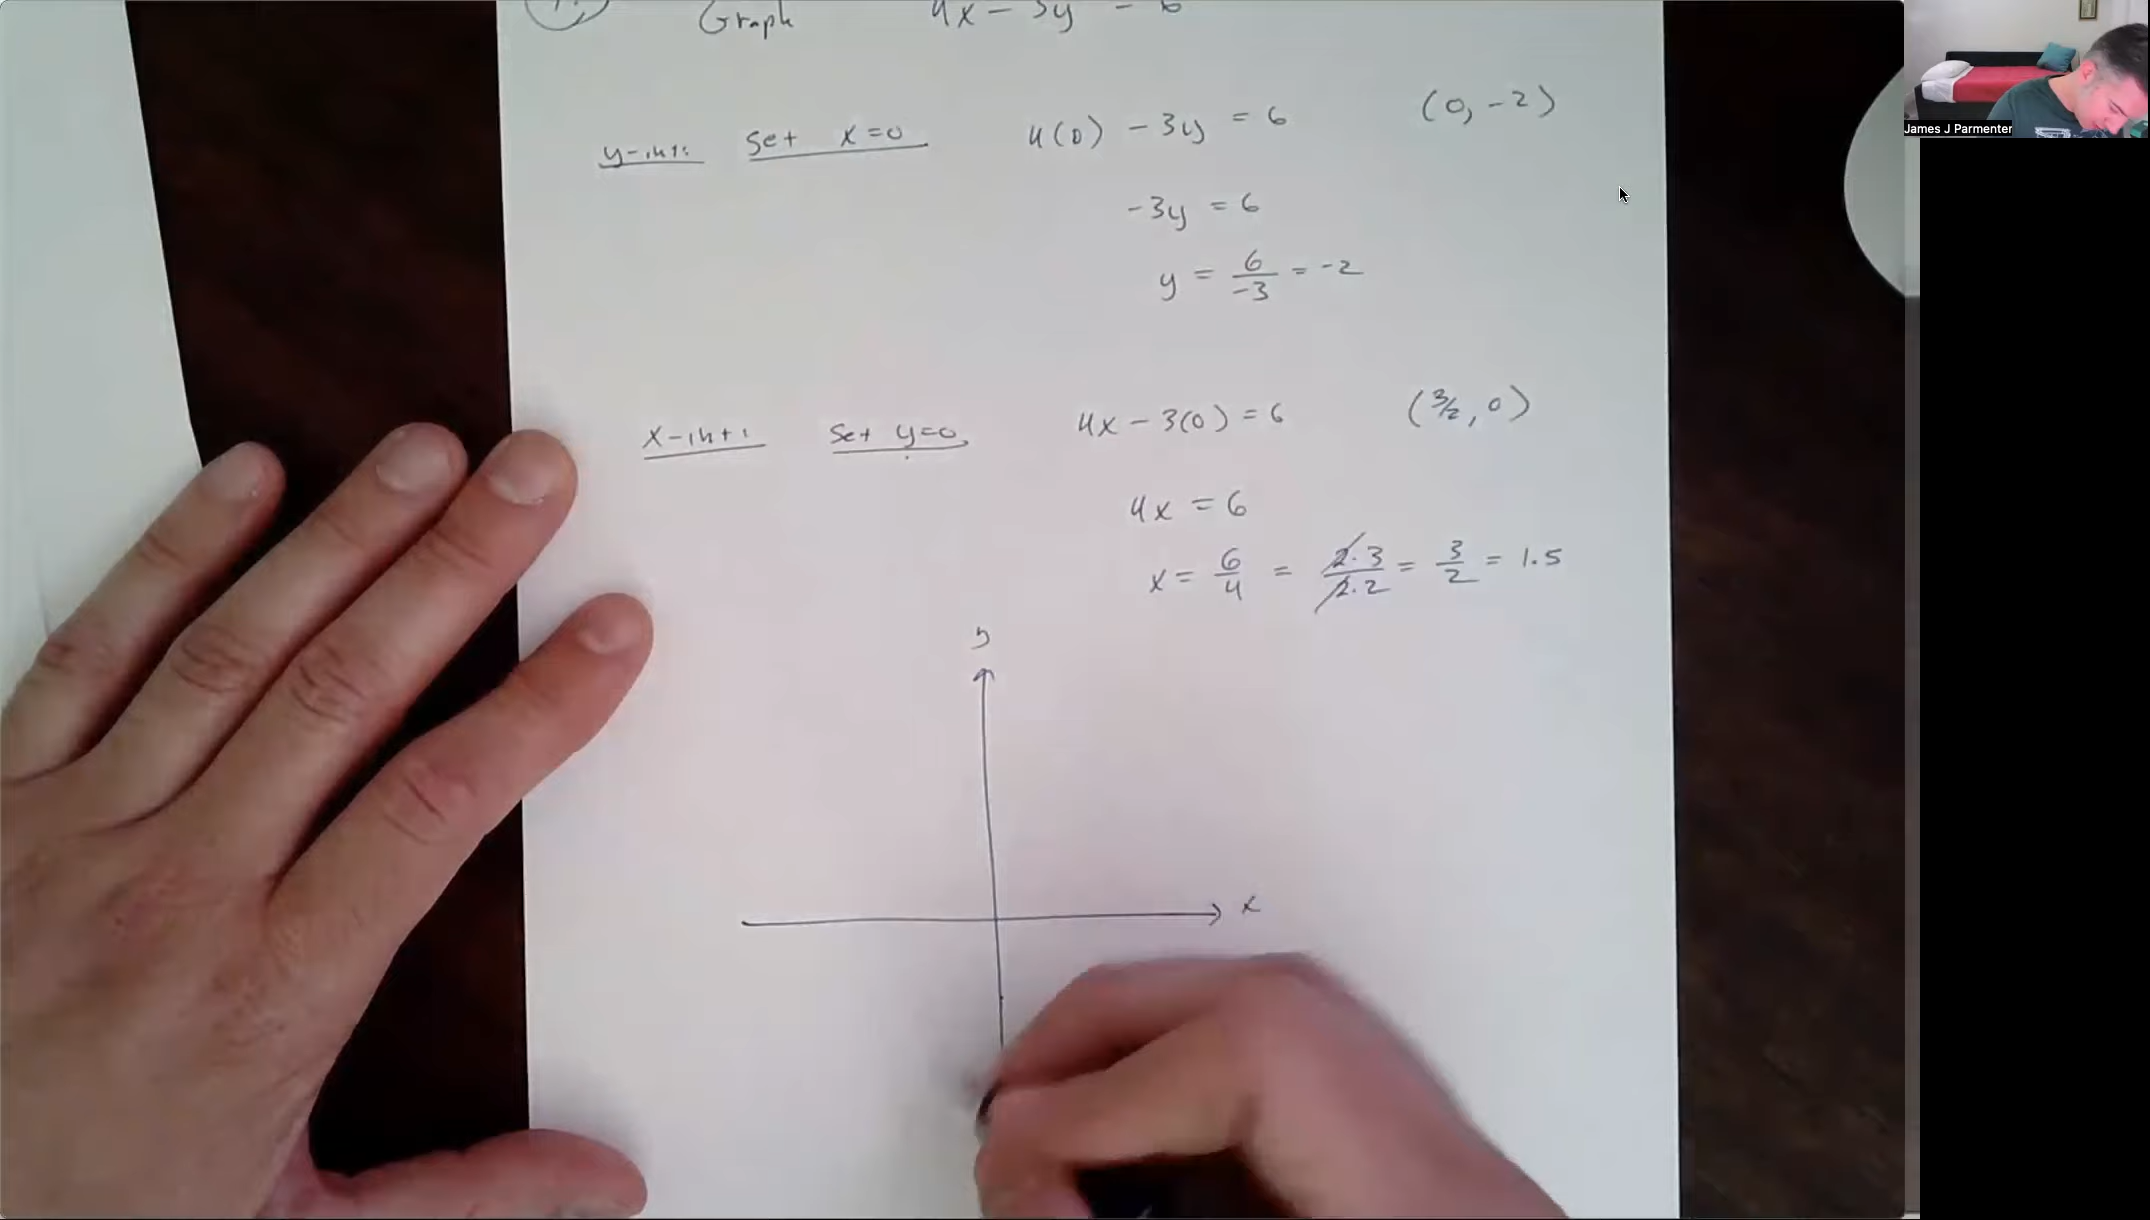 Graph 4x - 3y = 6
y-int: Set x=0 4(0) - 3y = 6 (0, -2)
-3y = 6
y = 6/-3 = -2
x-int: Set y=0 4x - 3(0) = 6 (3/2, 0)
4x = 6
x = 6/4 = 2·3/2·2 = 3/2 = 1.5
y
x
James J Parmenter